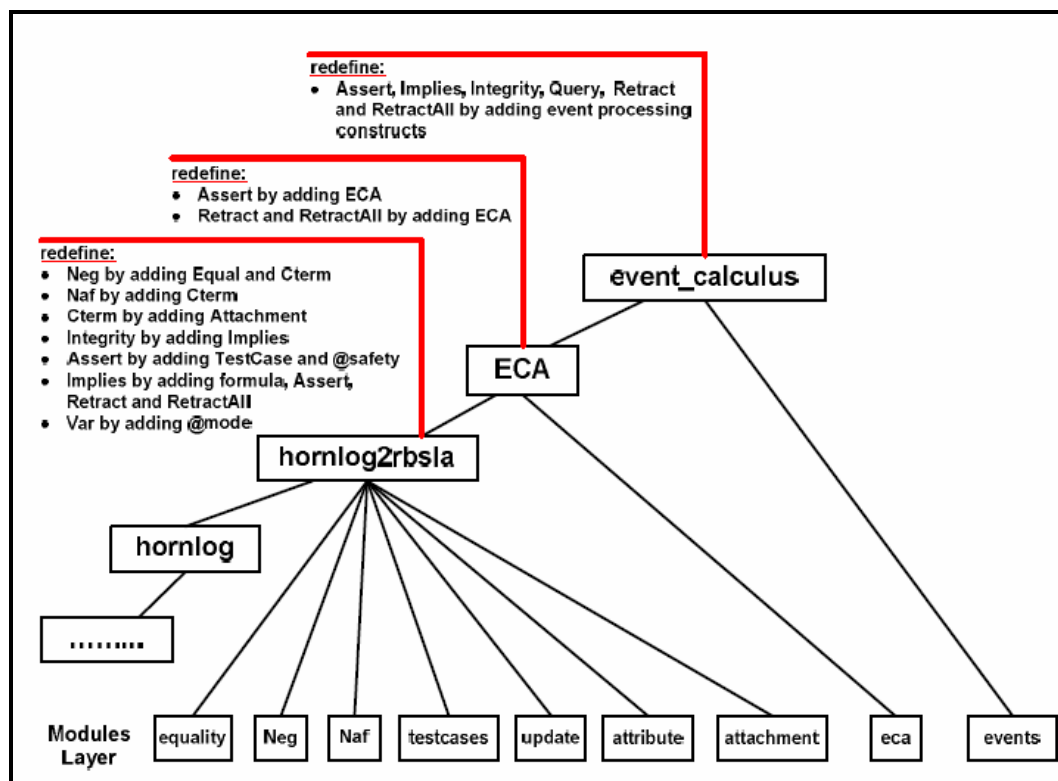 redefine:
• Assert, Implies, Integrity, Query, Retract
and RetractAll by adding event processing
constructs
redefine:
• Assert by adding ECA
• Retract and RetractAll by adding ECA
redefine:
• Neg by adding Equal and Cterm
• Naf by adding Cterm
• Cterm by adding Attachment
• Integrity by adding Implies
• Assert by adding TestCase and @safety
• Implies by adding formula, Assert,
Retract and RetractAll
• Var by adding @mode
event_calculus
ECA
hornlog2rbsla
hornlog
.........
Modules
Layer
equality
Neg
Naf
testcases
update
attribute
attachment
eca
events